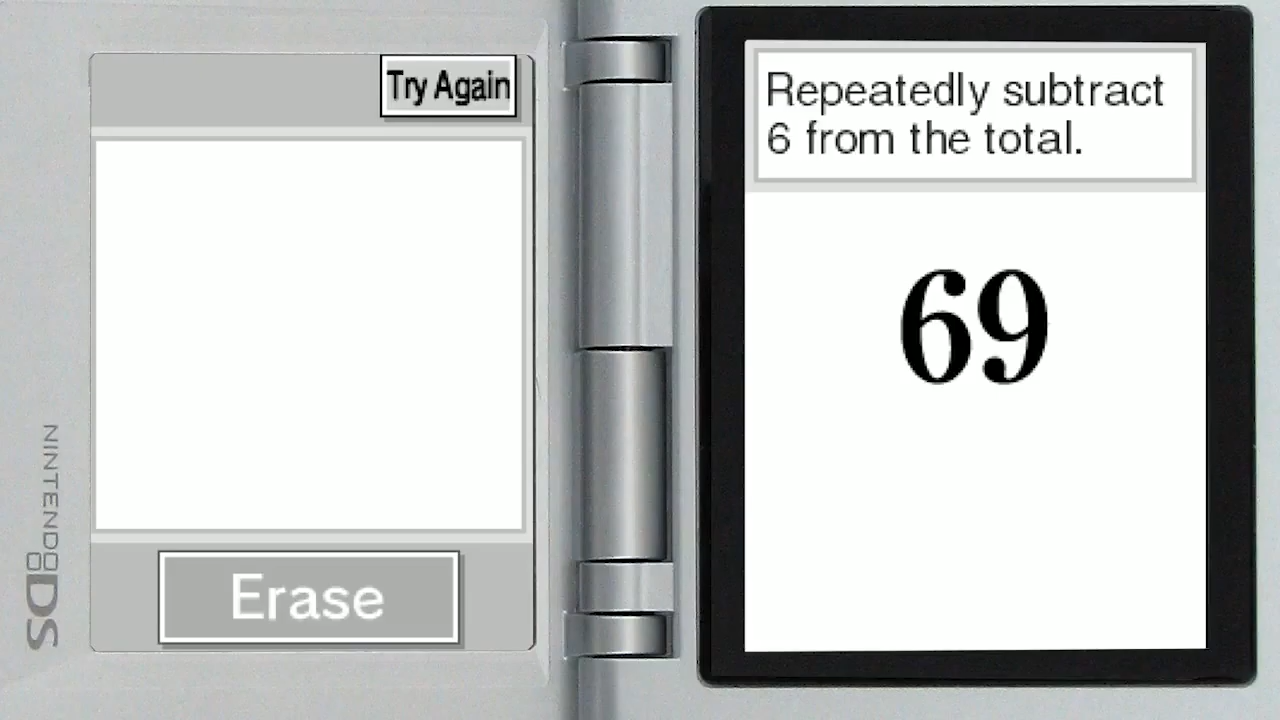 Try Again
Erase
NINTENDO DS
Repeatedly subtract
6 from the total.
69